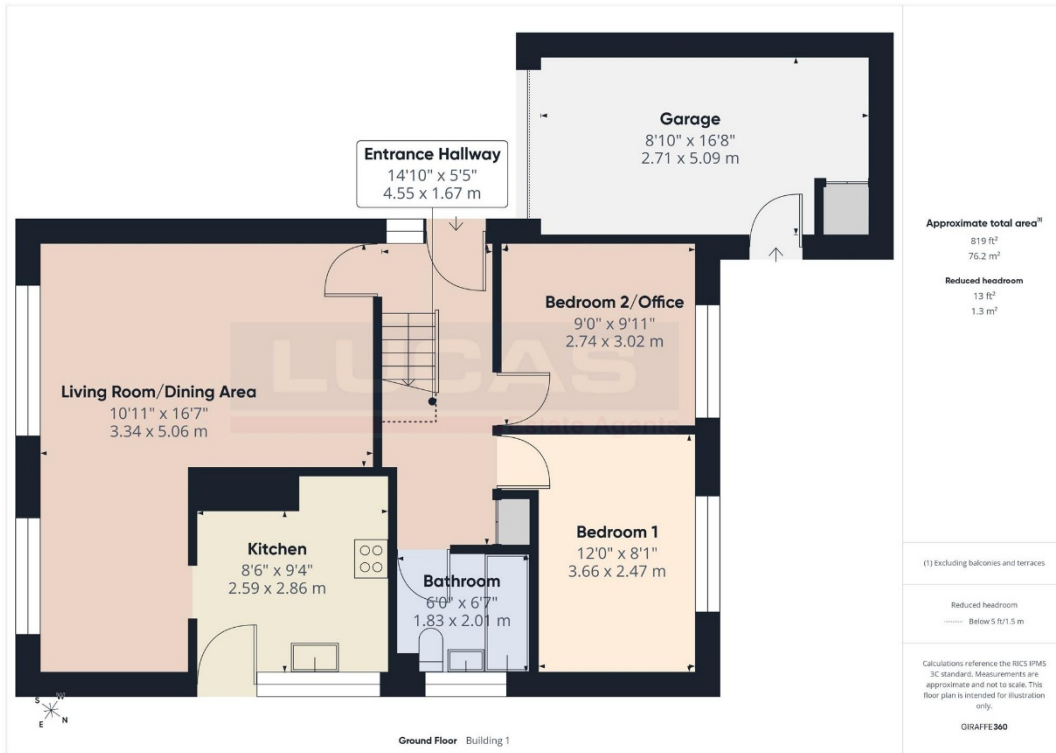 Garage
8'10" x 16'8"
2.71 x 5.09 m
Entrance Hallway
14'10" x 5'5"
4.55 x 1.67 m
Bedroom 2/Office
9'0" x 9'11"
2.74 x 3.02 m
LUCAS
Estate Agents
Living Room/Dining Area
10'11" x 16'7"
3.34 x 5.06 m
Kitchen
8'6" x 9'4"
2.59 x 2.86 m
Bathroom
6'0" x 6'7"
1.83 x 2.01 m
Bedroom 1
12'0" x 8'1"
3.66 x 2.47 m
S W
E N
Ground Floor Building 1
Approximate total area(1)
819 ft²
76.2 m²
Reduced headroom
13 ft²
1.3 m²
(1) Excluding balconies and terraces
Reduced headroom
Below 5 ft/1.5 m
Calculations reference the RICS IPMS
3C standard. Measurements are
approximate and not to scale. This
floor plan is intended for illustration
only.
GIRAFFE360